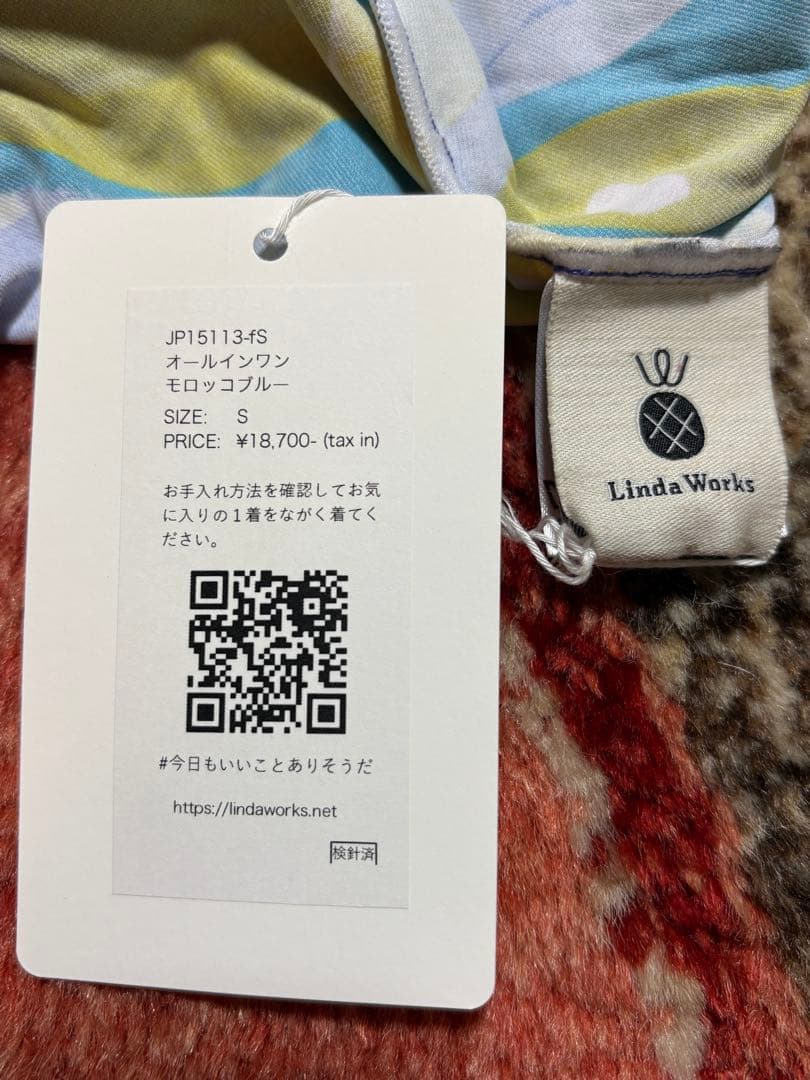 JP15113-fS
オールインワン
モロッコブルー
SIZE: S
PRICE: ¥18,700- (tax in)
お手入れ方法を確認してお気
に入りの１着をながく着てく
ださい。
#今日もいいことありそうだ
https://lindaworks.net
検針済
Linda Works